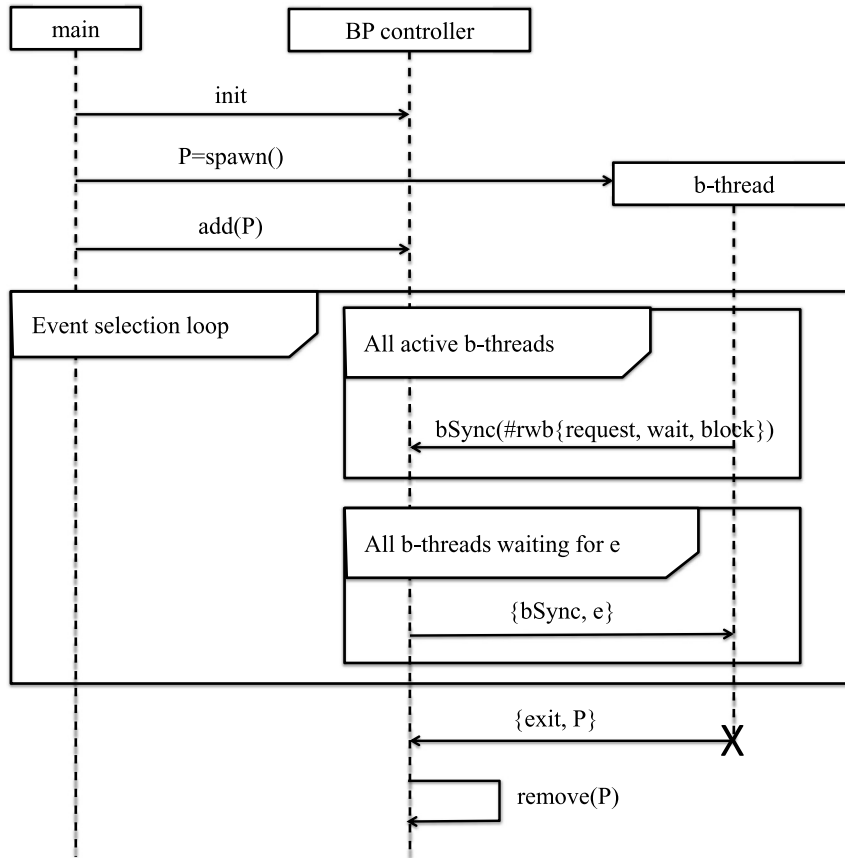 main
BP controller
init
P=spawn()
b-thread
add(P)
Event selection loop
All active b-threads
bSync(#rwb{request, wait, block})
All b-threads waiting for e
{bSync, e}
{exit, P}
remove(P)